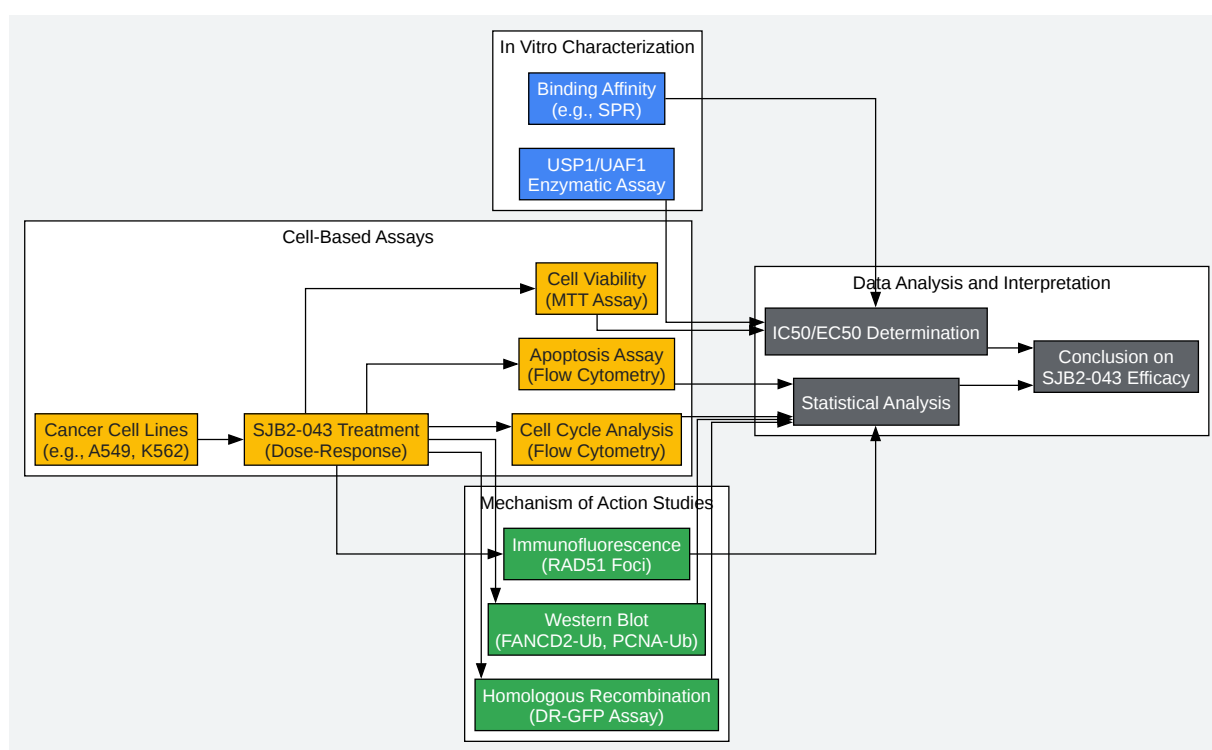 In Vitro Characterization
Binding Affinity
(e.g., SPR)
USP1/UAF1
Enzymatic Assay
Cell-Based Assays
Cell Viability
(MTT Assay)
Apoptosis Assay
(Flow Cytometry)
Cancer Cell Lines
(e.g., A549, K562)
SJB2-043 Treatment
(Dose-Response)
Cell Cycle Analysis
(Flow Cytometry)
Data Analysis and Interpretation
IC50/EC50 Determination
Statistical Analysis
Conclusion on
SJB2-043 Efficacy
Mechanism of Action Studies
Immunofluorescence
(RAD51 Foci)
Western Blot
(FANCD2-Ub, PCNA-Ub)
Homologous Recombination
(DR-GFP Assay)